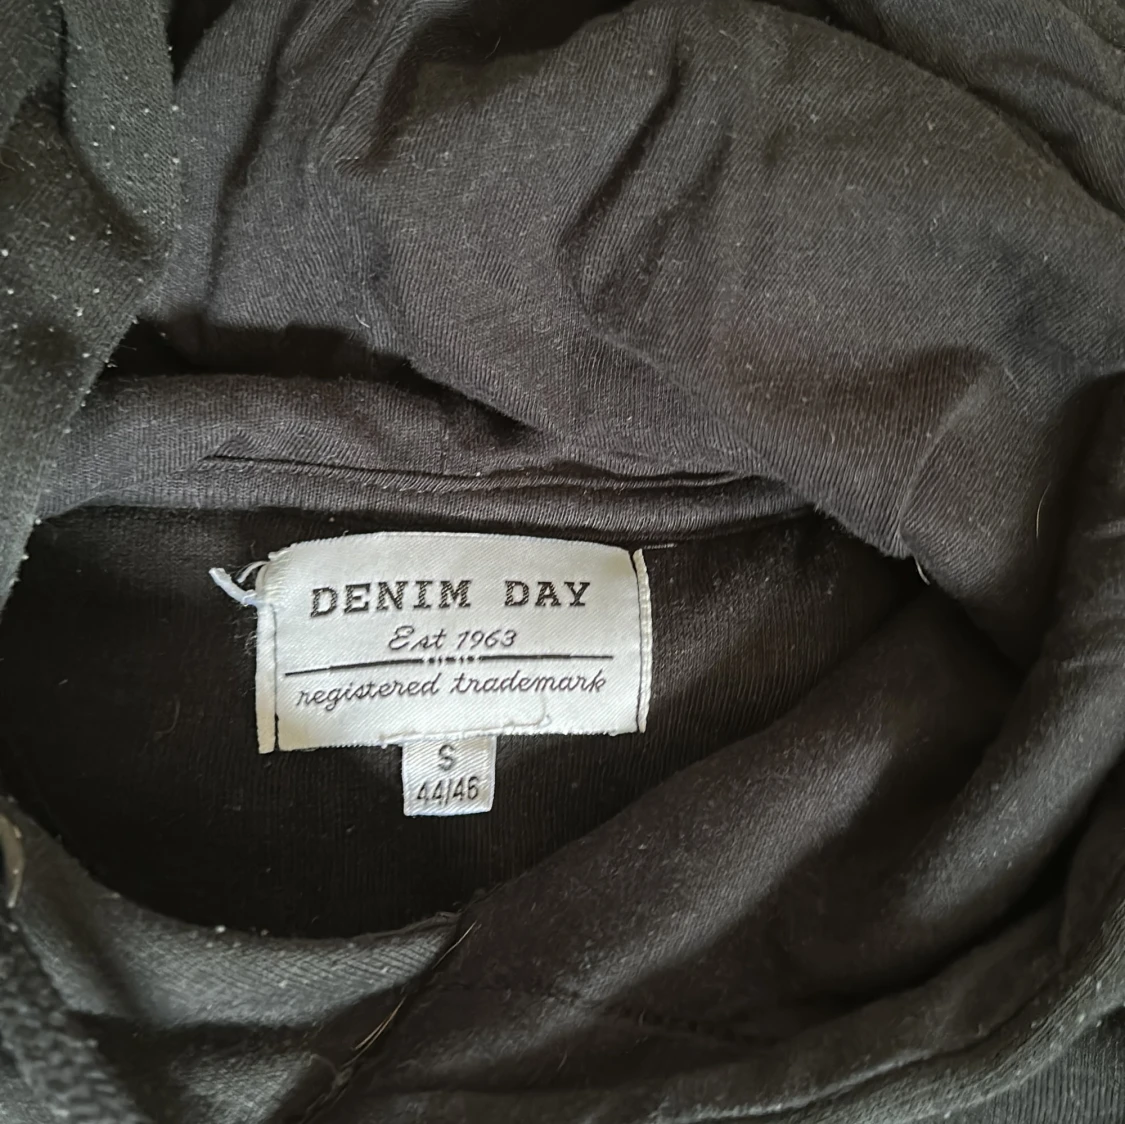 DENIM DAY
Est 1963
registered trademark
S
44/46